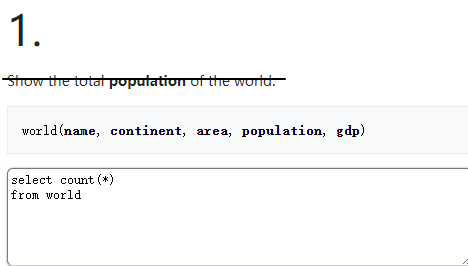 1.
Show the total population of the world.
world(name, continent, area, population, gdp)
select count(*)
from world